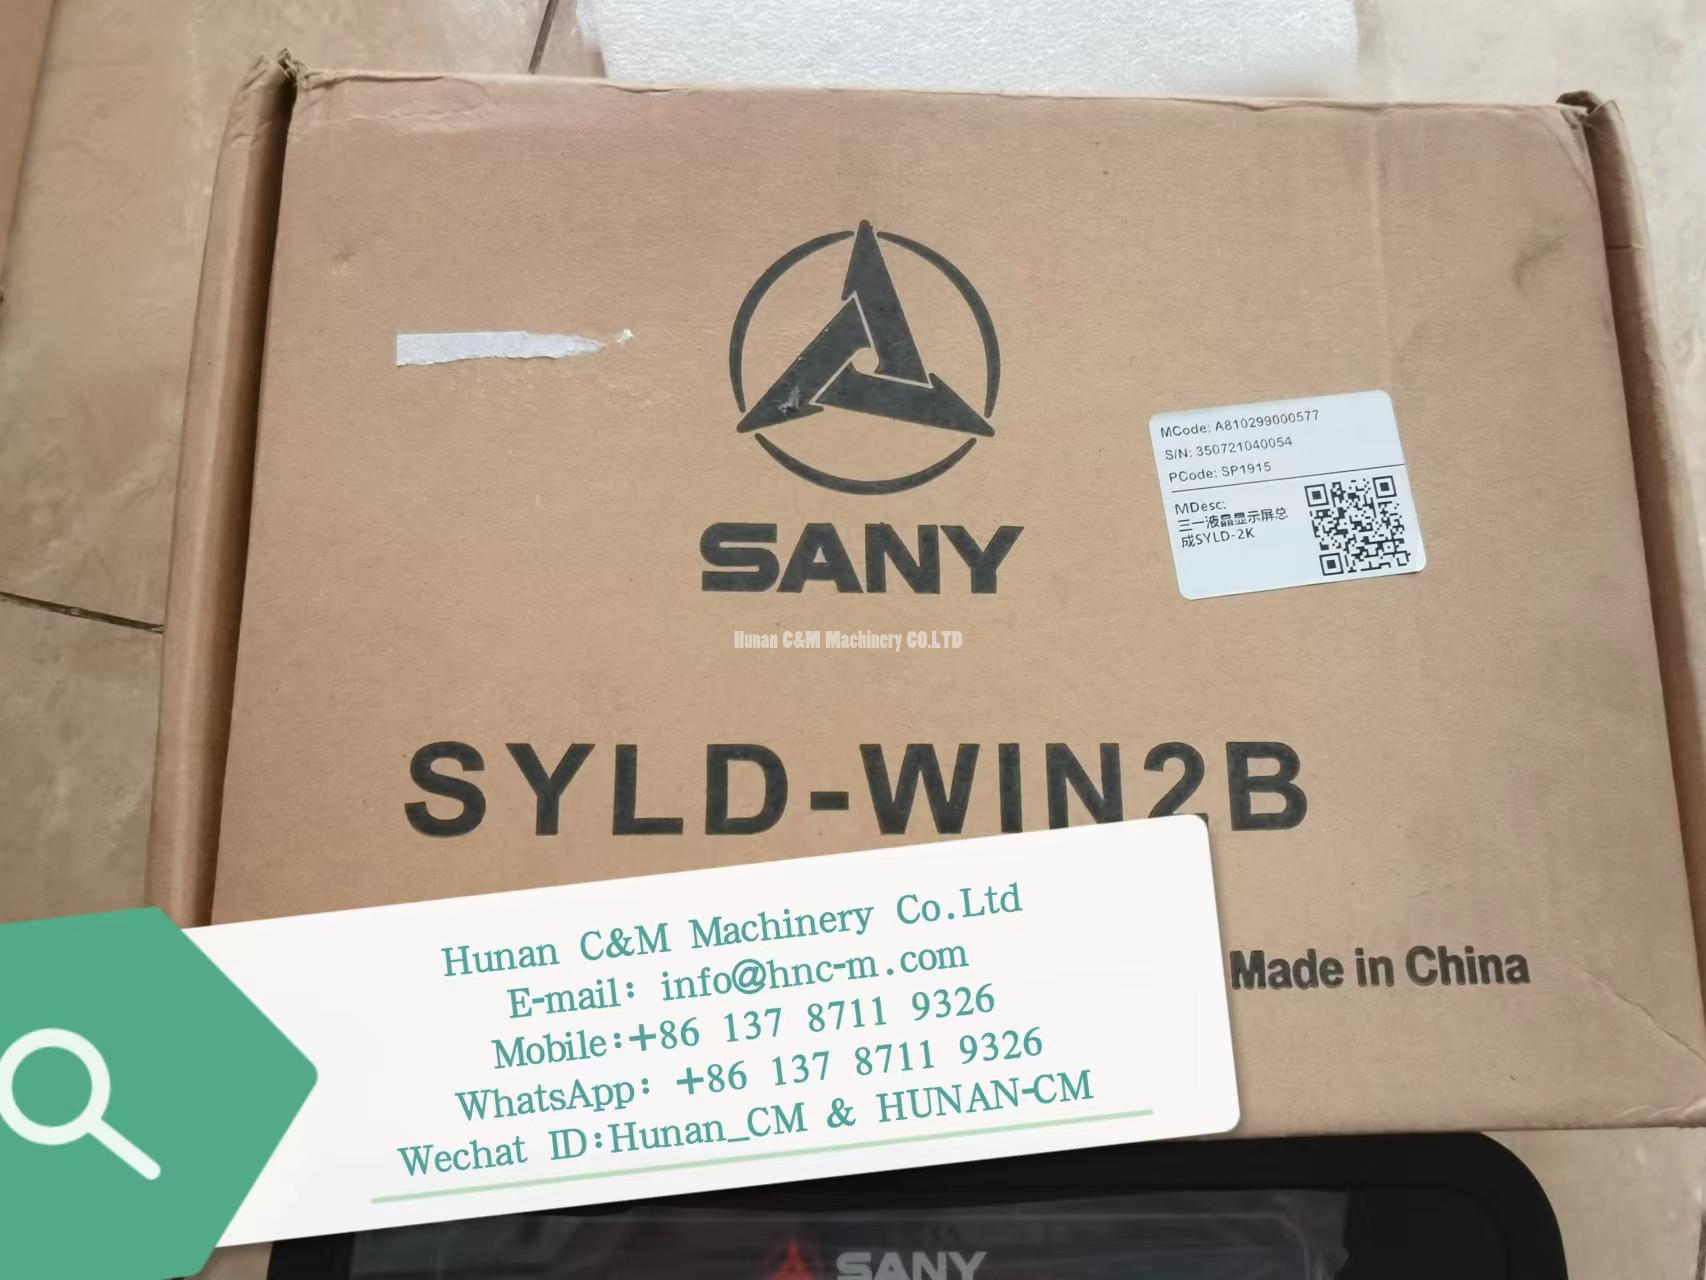 MCode: A810299000577
S/N: 350721040054
PCode: SP1915
MDesc:
三一液晶显示屏总
成SYLD-2K
SANY
Hunan C&M Machinery CO.LTD
SYLD-WIN2B
Hunan C&M Machinery Co.Ltd
E-mail: info@hnc-m.com
Mobile:+86 137 8711 9326
WhatsApp: +86 137 8711 9326
Wechat ID:Hunan_CM & HUNAN-CM
Made in China
SANY